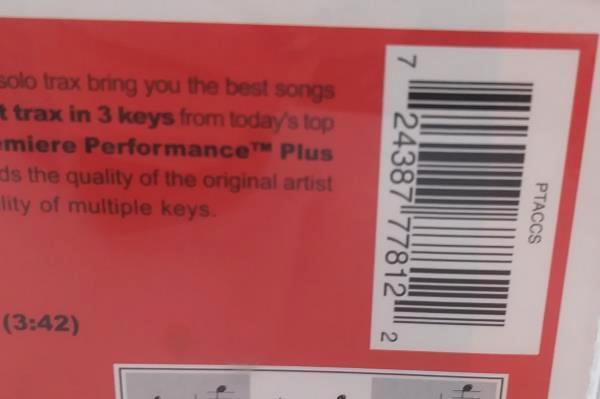 solo trax bring you the best songs
t trax in 3 keys from today's top
emiere Performance™ Plus
ds the quality of the original artist
lity of multiple keys.
(3:42)
7 24387 77812 2
PTACCS